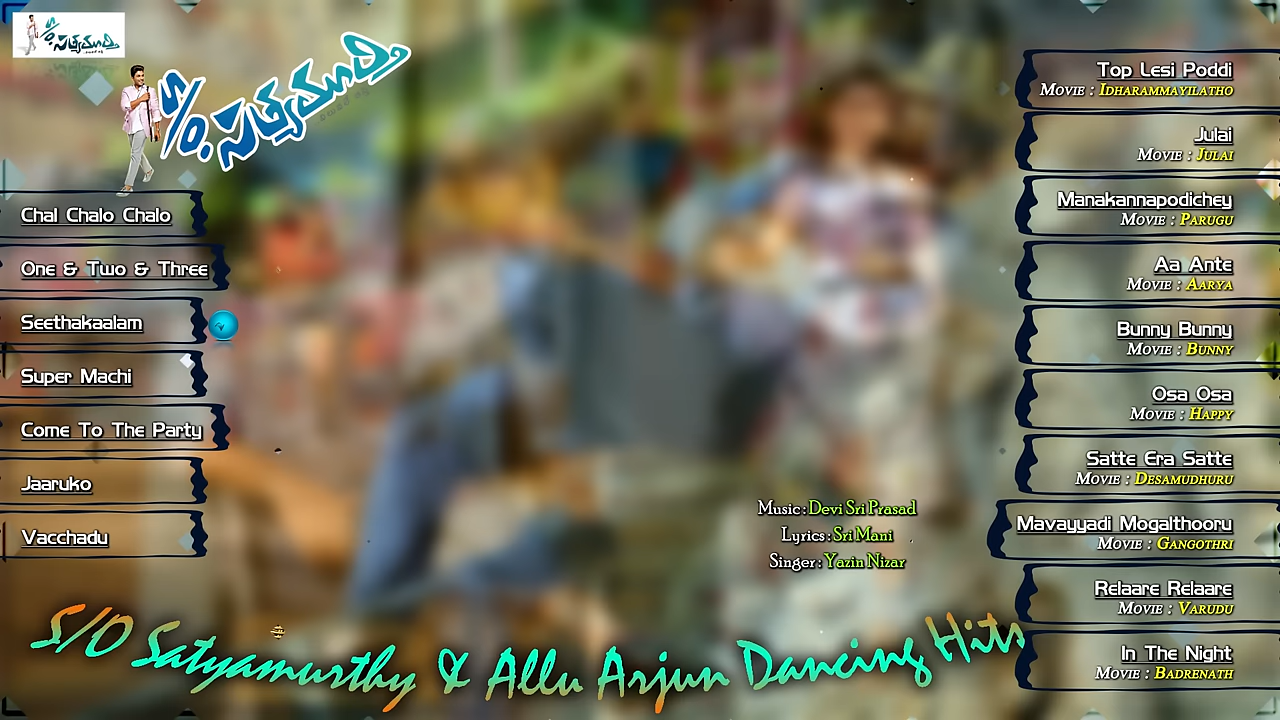 S/o. సత్యమూర్తి
S/o. సత్యమూర్తి
Chal Chalo Chalo
One & Two & Three
Seethakaalam
Super Machi
Come To The Party
Jaaruko
Vacchadu
Top Lesi Poddi
Movie : Idharammayilatho
Julai
Movie : Julai
Manakannapodichey
Movie : Parugu
Aa Ante
Movie : Aarya
Bunny Bunny
Movie : Bunny
Osa Osa
Movie : Happy
Satte Era Satte
Movie : Desamudhuru
Mavayyadi Mogalthooru
Movie : Gangothri
Relaare Relaare
Movie : Varudu
In The Night
Movie : Badrenath
Music : Devi Sri Prasad
Lyrics : Sri Mani
Singer : Yazin Nizar
S/O Satyamurthy & Allu Arjun Dancing Hits